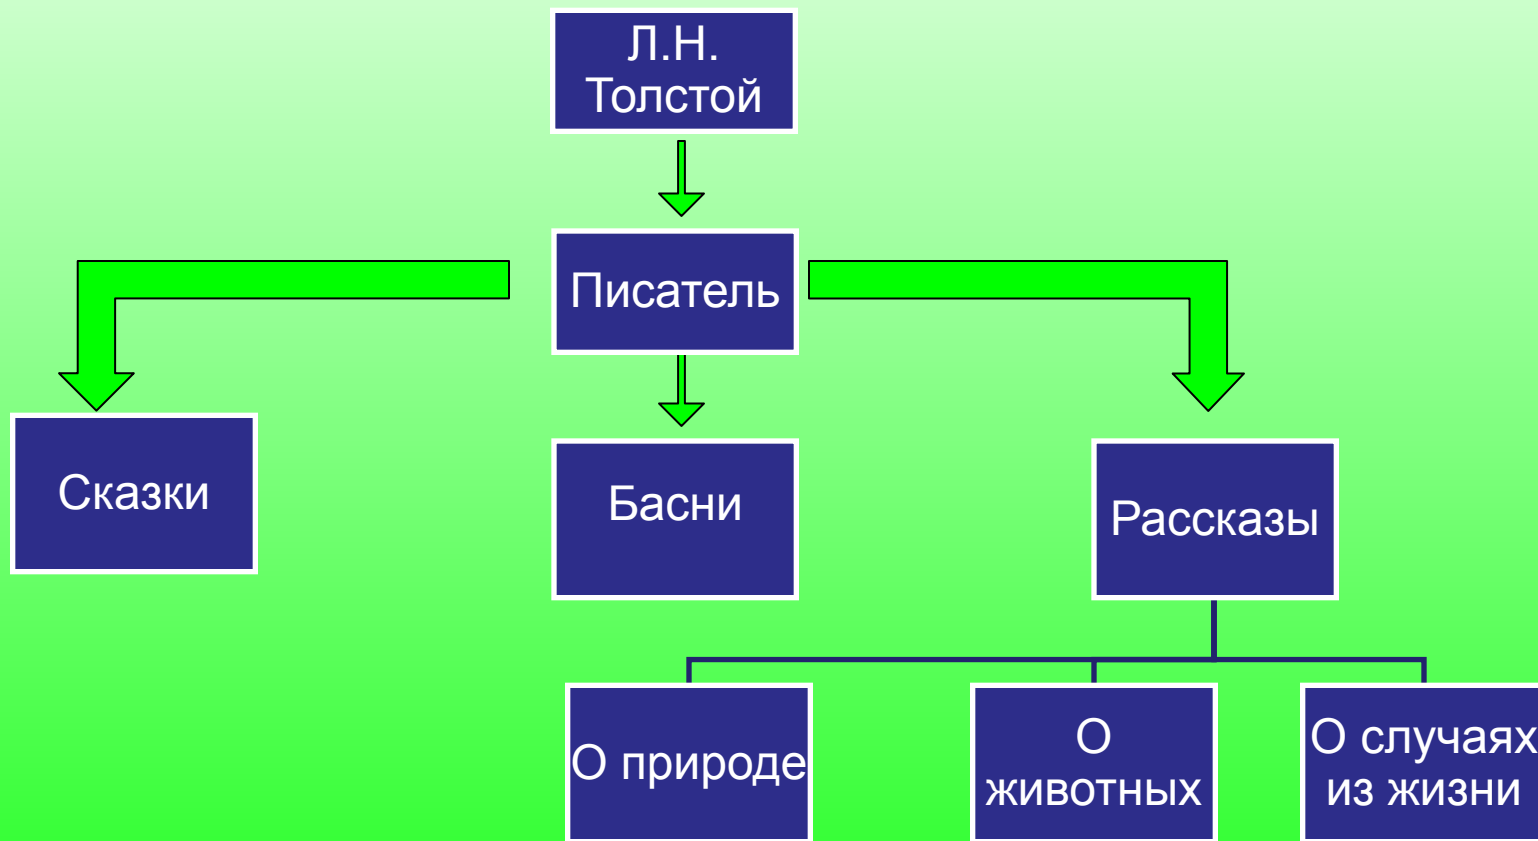 Л.Н.
Толстой
Писатель
Сказки
Басни
Рассказы
О природе
О
животных
О случаях
из жизни